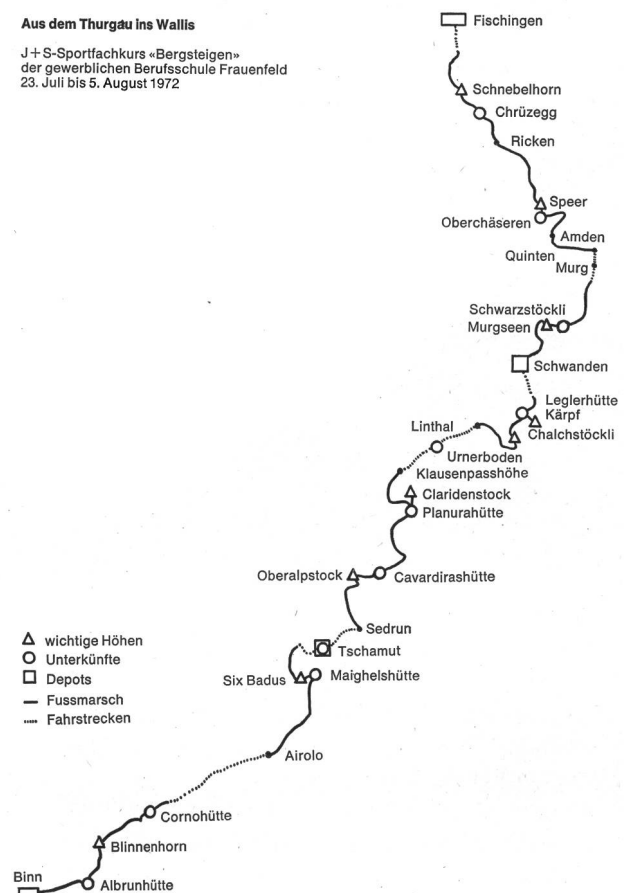 Aus dem Thurgau ins Wallis
J+S-Sportfachkurs «Bergsteigen»
der gewerblichen Berufsschule Frauenfeld
23. Juli bis 5. August 1972
Fischingen
Schnebelhorn
Chrüzegg
Ricken
Speer
Oberchäseren
Amden
Quinten
Murg
Schwarzstöckli
Murgseen
Schwanden
Leglerhütte
Kärpf
Chalchstöckli
Linthal
Urnerboden
Klausenpasshöhe
Claridenstock
Planurahütte
Oberalpstock
Cavardirashütte
Sedrun
Tschamut
Six Badus
Maighelshütte
wichtige Höhen
Unterkünfte
Depots
Fussmarsch
Fahrstrecken
Airolo
Cornohütte
Blinnenhorn
Binn
Albrunhütte